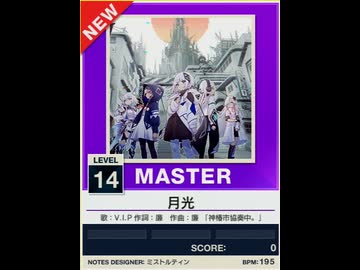 NEW
LEVEL
14
MASTER
月光
歌:V.I.P 作詞:廉 作曲:廉 「神椿市協奏中。」
SCORE: 0
NOTES DESIGNER: ミストルティン BPM:195